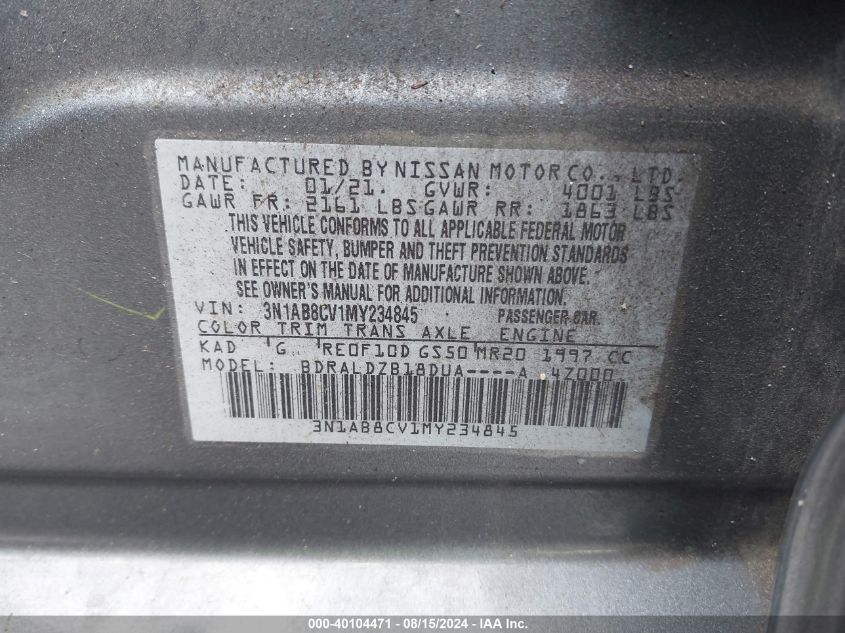 MANUFACTURED BY NISSAN MOTOR CO., LTD.
DATE: 01/21. GVWR: 4001 LBS
GAWR FR: 2161 LBS GAWR RR: 1863 LBS
THIS VEHICLE CONFORMS TO ALL APPLICABLE FEDERAL MOTOR
VEHICLE SAFETY, BUMPER AND THEFT PREVENTION STANDARDS
IN EFFECT ON THE DATE OF MANUFACTURE SHOWN ABOVE.
SEE OWNER'S MANUAL FOR ADDITIONAL INFORMATION.
VIN: 3N1AB8CV1MY234845 PASSENGER CAR.
COLOR TRIM TRANS AXLE ENGINE
KAD G RE0F10D GS50 MR20 1997 CC
MODEL: BDRALDZB18DUA----A 4Z000
3N1AB8CV1MY234845
000-40104471 - 08/15/2024 - IAA Inc.